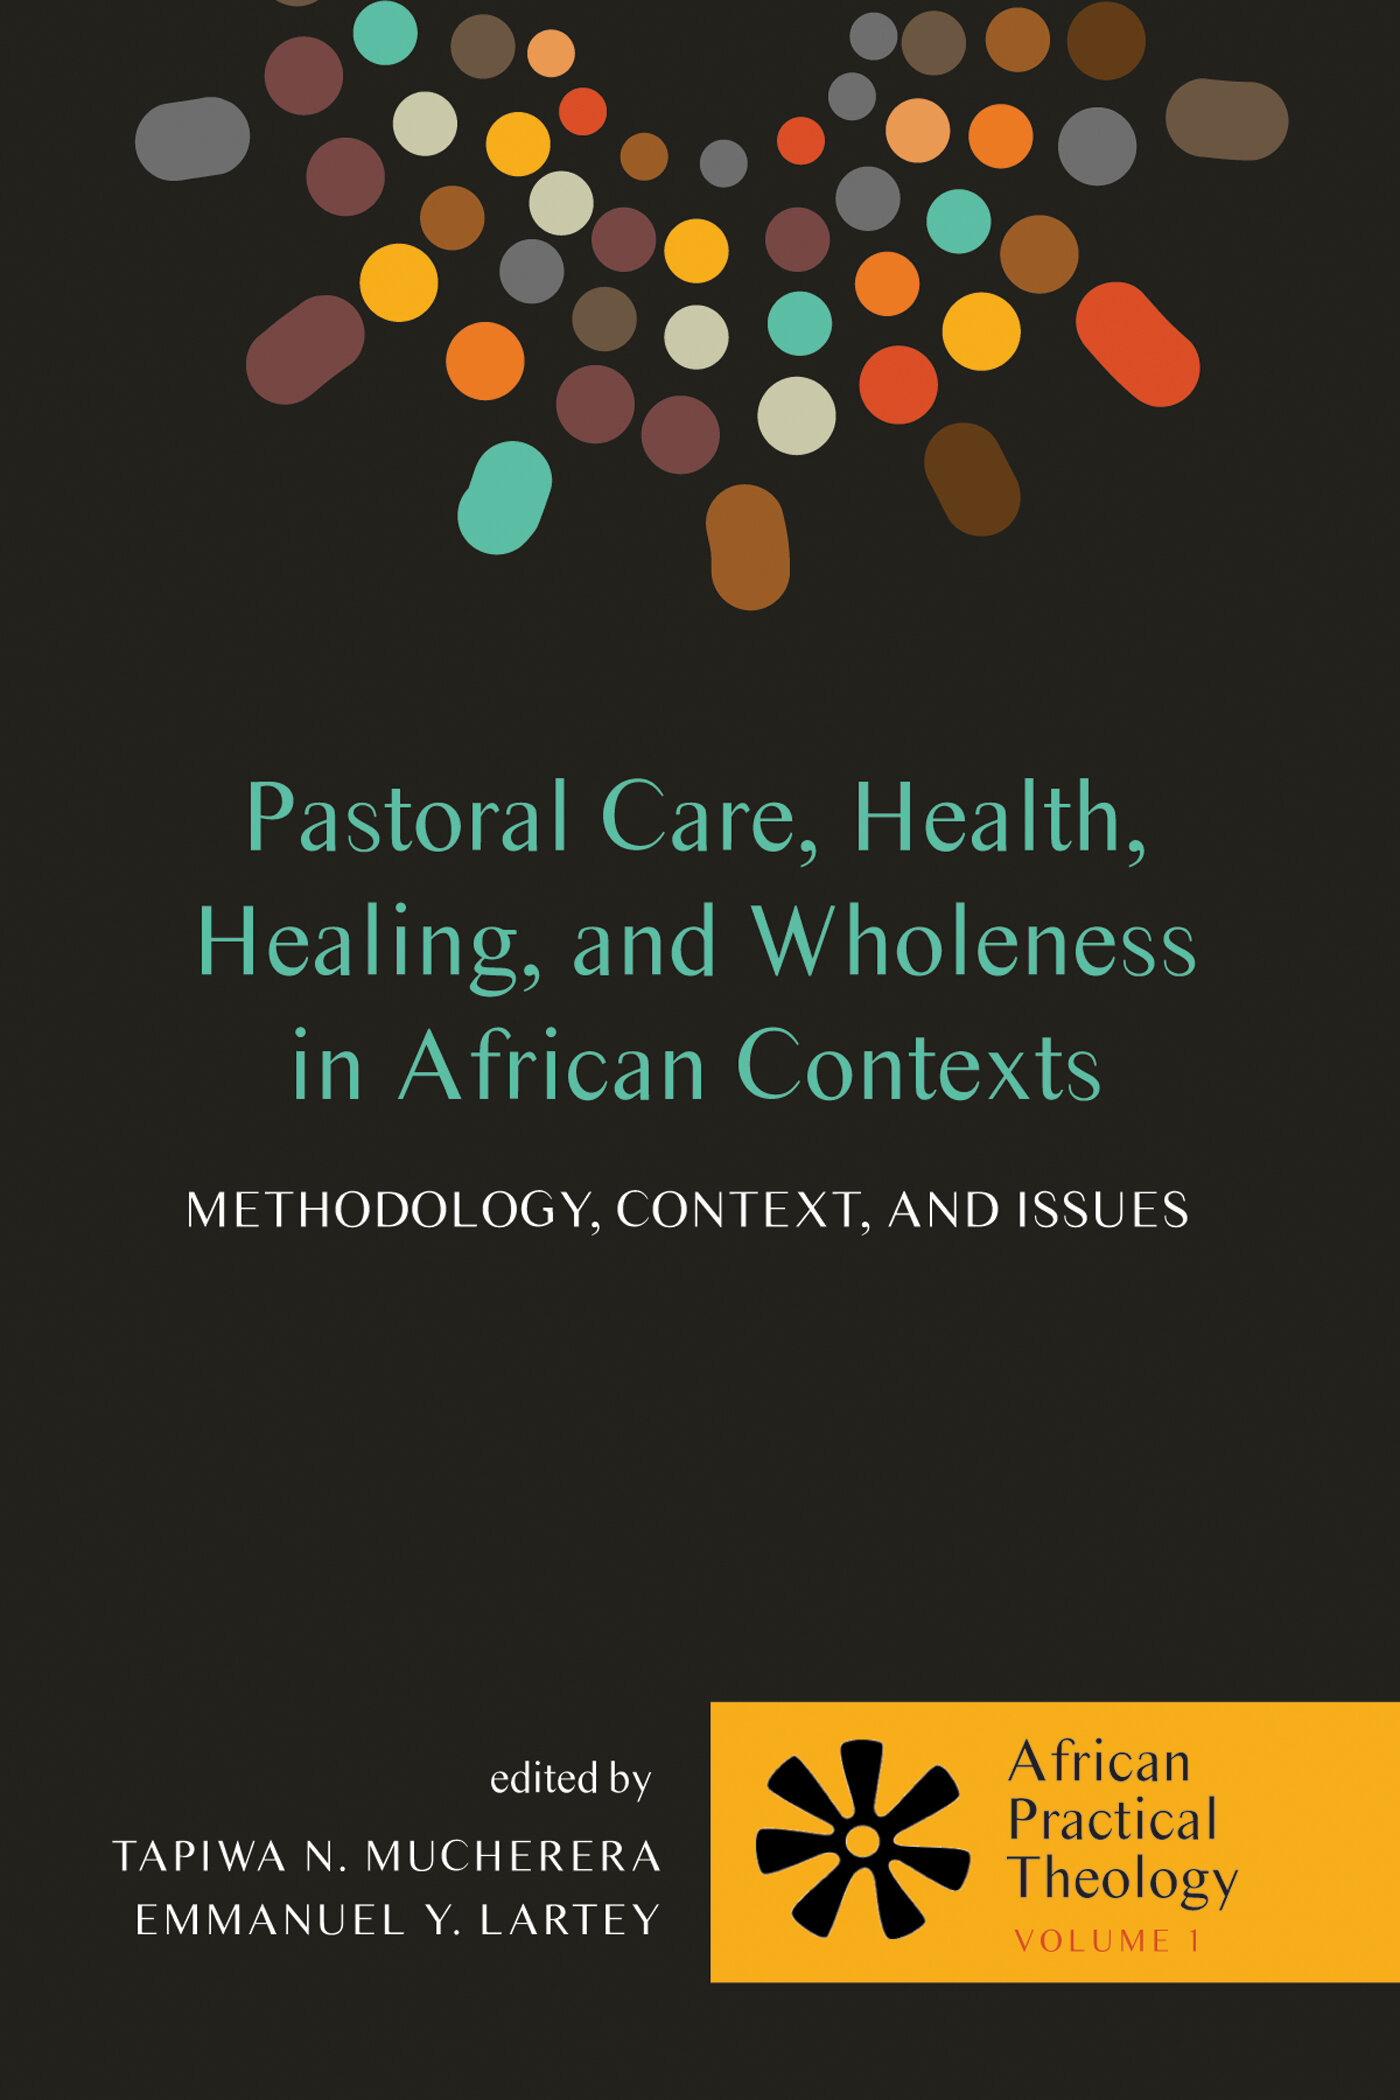 Pastoral Care, Health,
Healing, and Wholeness
in African Contexts
METHODOLOGY, CONTEXT, AND ISSUES
edited by
TAPIWA N. MUCHERERA
EMMANUEL Y. LARTEY
African
Practical
Theology
VOLUME 1